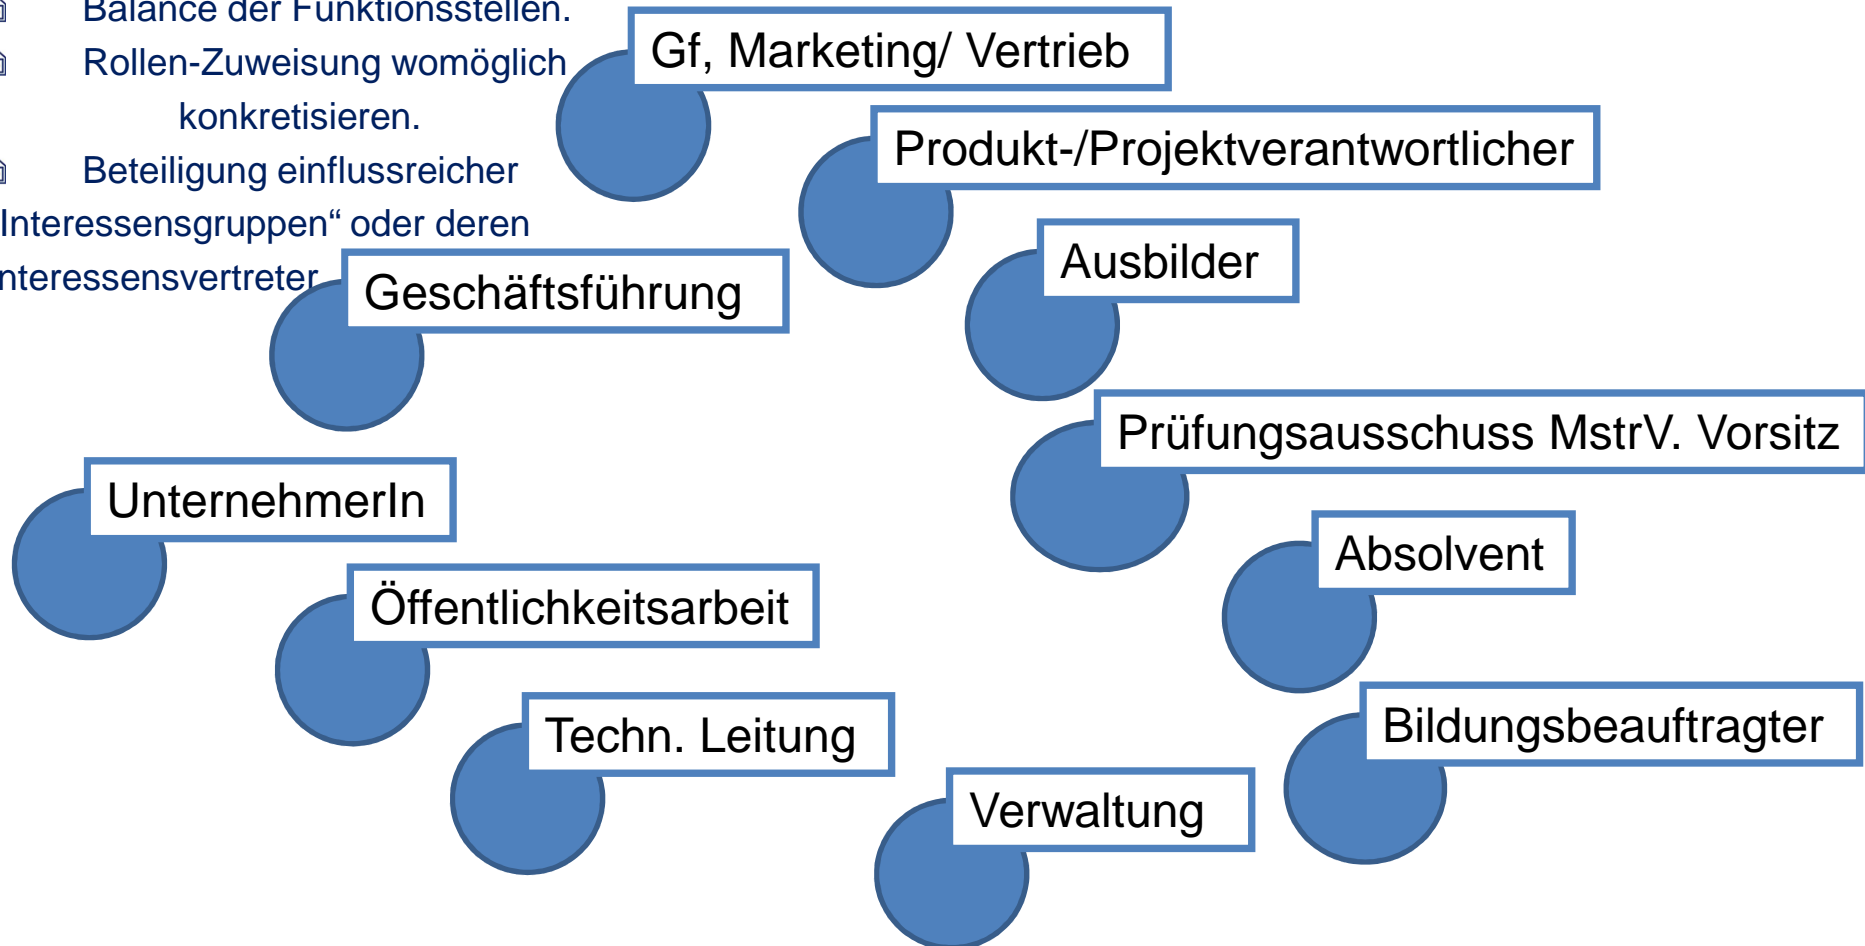 Balance der Funktionsstellen.
Rollen-Zuweisung womöglich
konkretisieren.
Beteiligung einflussreicher
Interessensgruppen“ oder deren
Interessensvertreter
Gf, Marketing/ Vertrieb
Produkt-/Projektverantwortlicher
Ausbilder
Geschäftsführung
Prüfungsausschuss MstrV. Vorsitz
UnternehmerIn
Absolvent
Öffentlichkeitsarbeit
Techn. Leitung
Bildungsbeauftragter
Verwaltung